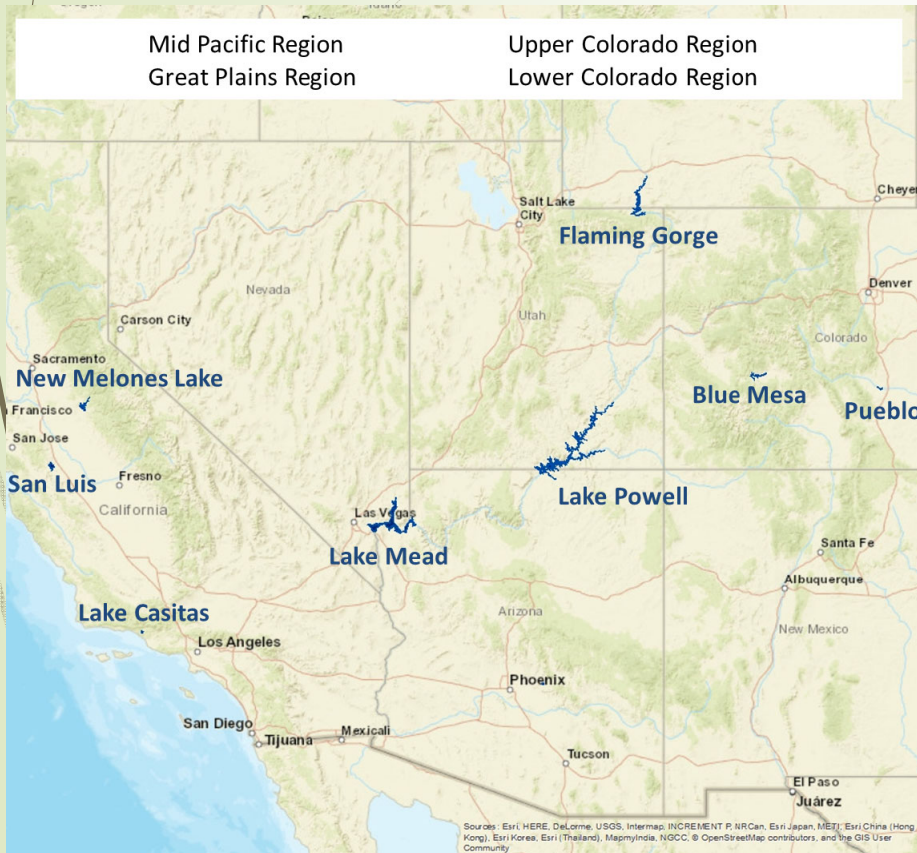 Mid Pacific Region
Upper Colorado Region
Great Plains Region
Lower Colorado Region
Salt Lake
City
Cheye
Flaming Gorge
Nevada
Denver
Carson City
Utah
Colorado
Sacramento
New Melones Lake
Blue Mesa
n Francisco
Pueblo
San Jose
San Luis
Fresno
Lake Powell
California
Las Vegas
Lake Mead
Santa Fe
Albuquerque
Lake Casitas
Arizona
New Mexico
Los Angeles
Phoenix
San Diego
Tijuana
Mexicali
Tucson
El Paso
Juárez
Sources: Esri, HERE, DeLorme, USGS, Intermap, INCREMENT P, NRCan, Esri Japan, METI, Esri China (Hong
Kong), Esri Korea, Esri (Thailand), MapmyIndia, NGCC, © OpenStreetMap contributors, and the GIS User
Community